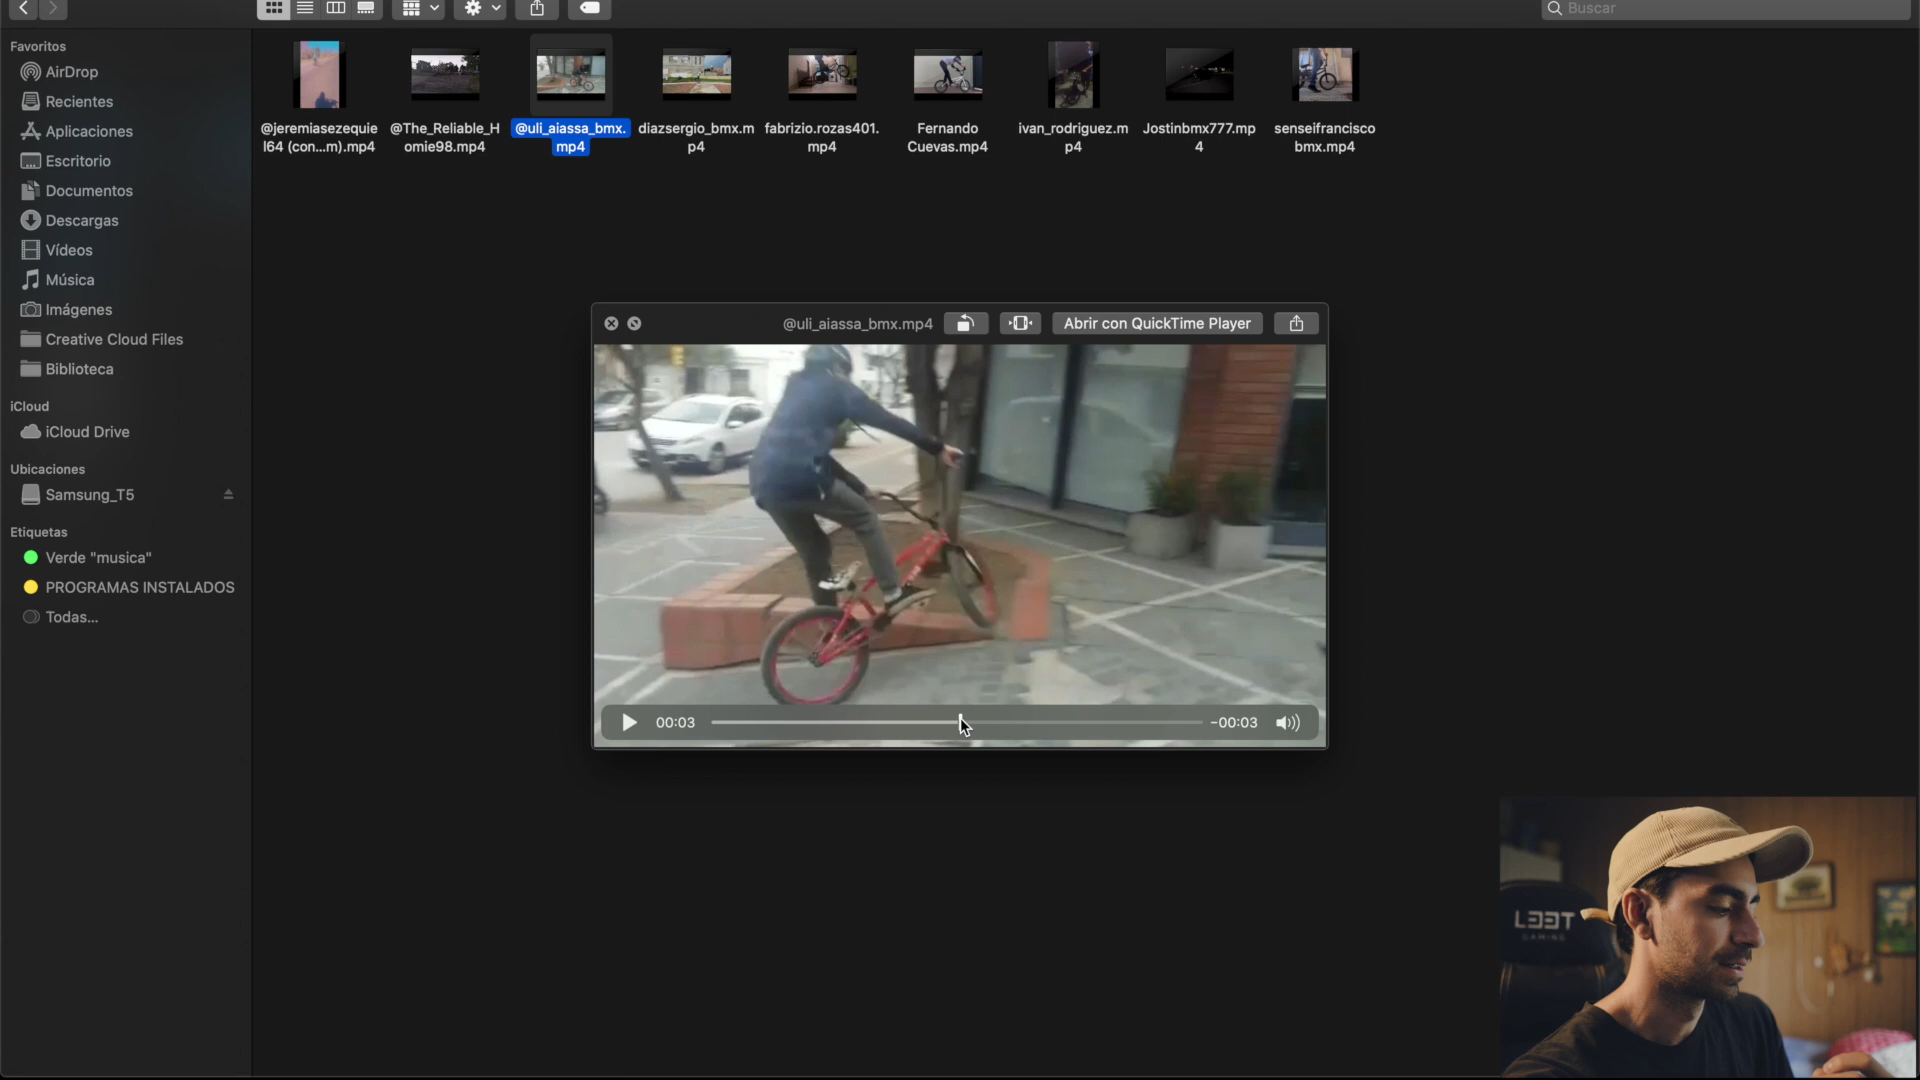 Buscar
Favoritos
AirDrop
Recientes
Aplicaciones
Escritorio
Documentos
Descargas
Vídeos
Música
Imágenes
Creative Cloud Files
Biblioteca
iCloud
iCloud Drive
Ubicaciones
Samsung_T5
Etiquetas
Verde "musica"
PROGRAMAS INSTALADOS
Todas...
@jeremiasezequie
l64 (con...m).mp4
@The_Reliable_H
omie98.mp4
@uli_aiassa_bmx.
mp4
diazsergio_bmx.m
p4
fabrizio.rozas401.
mp4
Fernando
Cuevas.mp4
ivan_rodriguez.m
p4
Jostinbmx777.mp
4
senseifrancisco
bmx.mp4
@uli_aiassa_bmx.mp4
Abrir con QuickTime Player
00:03
-00:03
L33T
GAMING